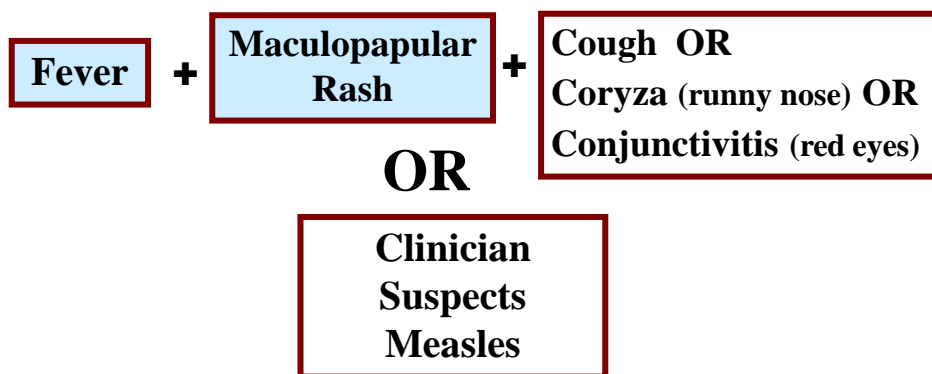 Fever
+
Maculopapular
Rash
+
Cough OR
Coryza (runny nose) OR
Conjunctivitis (red eyes)
OR
Clinician
Suspects
Measles